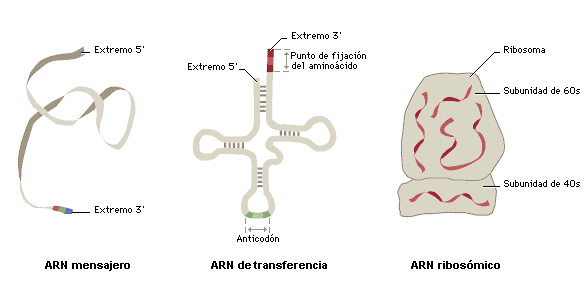 Extremo 5'
Extremo 3'
ARN mensajero
Extremo 3'
Punto de fijación
del aminoácido
Extremo 5'
Anticodón
ARN de transferencia
Ribosoma
Subunidad de 60s
Subunidad de 40s
ARN ribosómico